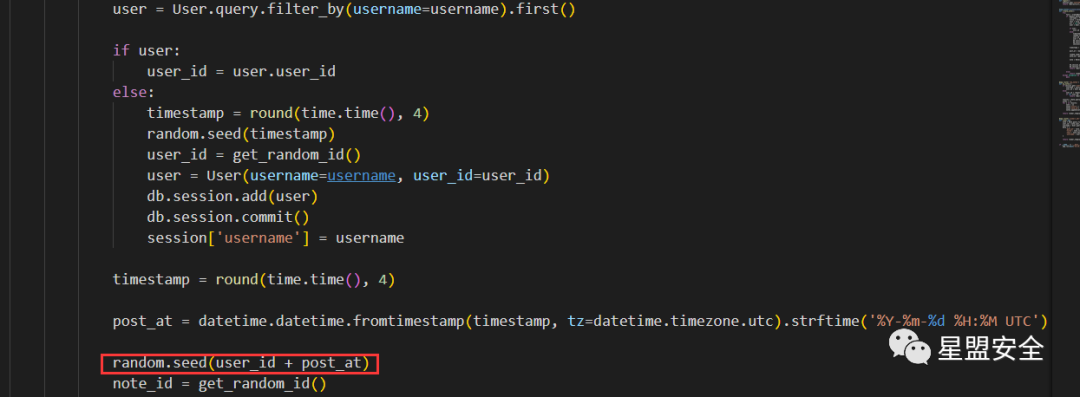 user = User.query.filter_by(username=username).first()
if user:
user_id = user.user_id
else:
timestamp = round(time.time(), 4)
random.seed(timestamp)
user_id = get_random_id()
user = User(username=username, user_id=user_id)
db.session.add(user)
db.session.commit()
session['username'] = username
timestamp = round(time.time(), 4)
post_at = datetime.datetime.fromtimestamp(timestamp, tz=datetime.timezone.utc).strftime('%Y-%m-%d %H:%M UTC')
random.seed(user_id + post_at)
note_id = get_random_id()
星盟安全